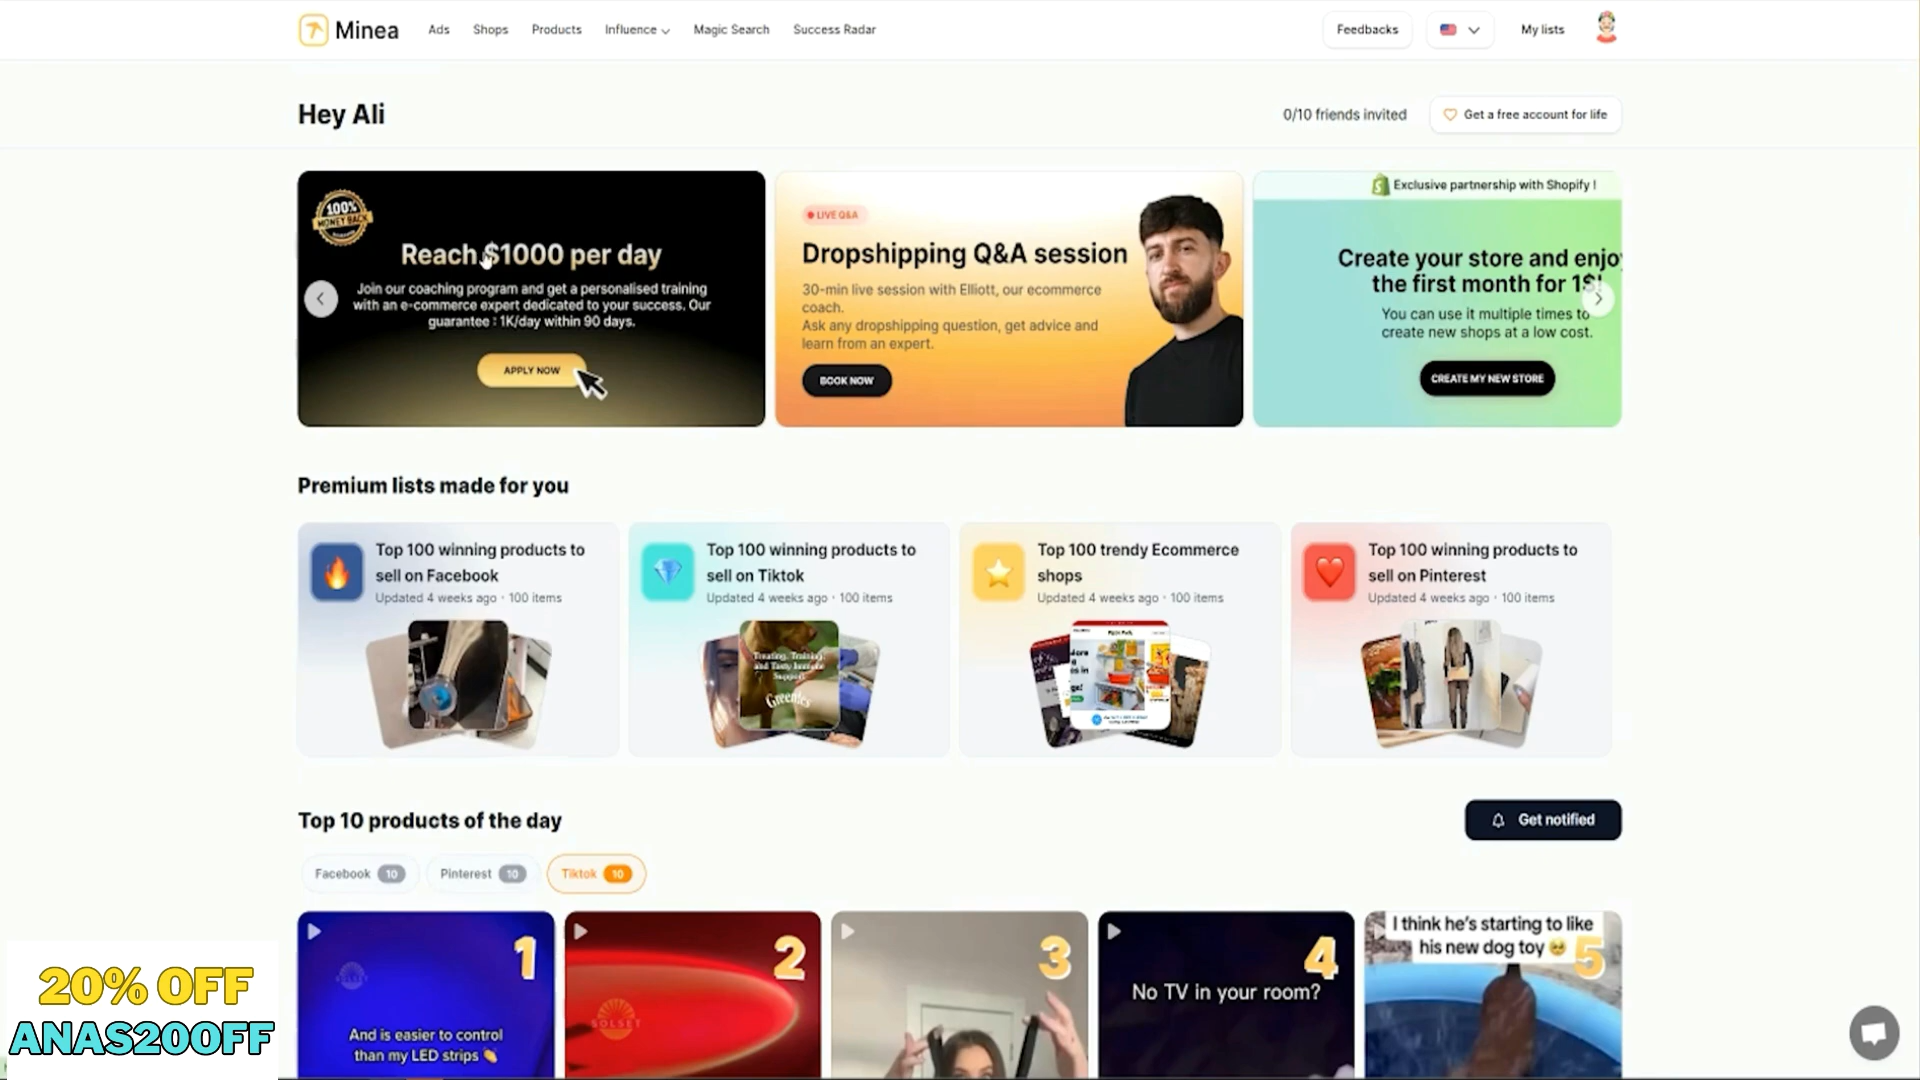 Minea
Ads
Shops
Products
Influence
Magic Search
Success Radar
Feedbacks
My lists
Hey Ali
0/10 friends invited
Get a free account for life
100%
MONEY BACK
Reach $1000 per day
Join our coaching program and get a personalised training
with an e-commerce expert dedicated to your success. Our
guarantee : 1K/day within 90 days.
APPLY NOW
LIVE Q&A
Dropshipping Q&A session
30-min live session with Elliott, our ecommerce
coach.
Ask any dropshipping question, get advice and
learn from an expert.
BOOK NOW
Exclusive partnership with Shopify !
Create your store and enjoy
the first month for 1$!
You can use it multiple times to
create new shops at a low cost.
CREATE MY NEW STORE
Premium lists made for you
Top 100 winning products to
sell on Facebook
Updated 4 weeks ago · 100 items
Top 100 winning products to
sell on Tiktok
Updated 4 weeks ago · 100 items
Treating, Training,
and Tasty Immune
Support
Greenies
Top 100 trendy Ecommerce
shops
Updated 4 weeks ago · 100 items
Top 100 winning products to
sell on Pinterest
Updated 4 weeks ago · 100 items
Top 10 products of the day
Get notified
Facebook 10
Pinterest 10
Tiktok 10
1
And is easier to control
than my LED strips 👏
2
SOLSET
3
4
No TV in your room?
I think he's starting to like
his new dog toy 🥹
5
20% OFF
ANAS20OFF